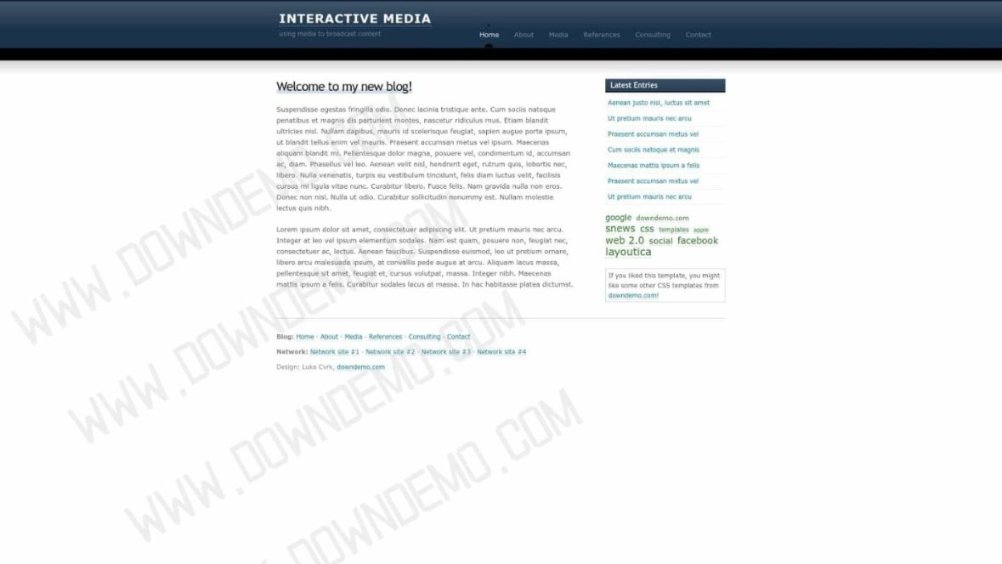 INTERACTIVE MEDIA
using media to broadcast content
Home About Media References Consulting Contact
Welcome to my new blog!
Suspendisse egestas fringilla odio. Donec lacinia tristique ante. Cum sociis natoque
penatibus et magnis dis parturient montes, nascetur ridiculus mus. Etiam blandit
ultricies nisl. Nullam dapibus, mauris id scelerisque feugiat, sapien augue porta ipsum,
ut blandit tellus enim vel mauris. Praesent accumsan metus vel ipsum. Maecenas
aliquam blandit mi. Pellentesque dolor magna, posuere vel, condimentum id, accumsan
ac, diam. Phasellus vel leo. Aenean velit nisl, hendrerit eget, rutrum quis, lobortis nec,
libero. Nulla venenatis, turpis eu vestibulum tincidunt, felis diam luctus velit, facilisis
cursus mi ligula vitae nunc. Curabitur libero. Fusce felis. Nam gravida nulla non eros.
Donec non nisl. Nulla ut odio. Curabitur sollicitudin nonummy est. Nullam molestie
lectus quis nibh.
Lorem ipsum dolor sit amet, consectetuer adipiscing elit. Ut pretium mauris nec arcu.
Integer at leo vel ipsum elementum sodales. Nam est quam, posuere non, feugiat nec,
consectetuer ac, lectus. Aenean faucibus. Suspendisse euismod, leo ut pretium ornare,
libero arcu malesuada ipsum, at convallis pede augue at arcu. Aliquam lacus massa,
pellentesque sit amet, feugiat et, cursus volutpat, massa. Integer nibh. Maecenas
mattis ipsum a felis. Curabitur sodales lacus at massa. In hac habitasse platea dictumst.
Latest Entries
Aenean justo nisl, luctus sit amet
Ut pretium mauris nec arcu
Praesent accumsan metus vel
Cum sociis natoque et magnis
Maecenas mattis ipsum a felis
Praesent accumsan metus vel
Ut pretium mauris nec arcu
google downdemo.com
snews css templates apple
web 2.0 social facebook
layoutica
If you liked this template, you might
like some other CSS templates from
downdemo.com!
Blog: Home · About · Media · References · Consulting · Contact
Network: Network site #1 · Network site #2 · Network site #3 · Network site #4
Design: Luka Cvrk, downdemo.com
WWW.DOWNDEMO.COM
WWW.DOWNDEMO.COM
WWW.DOWNDEMO.COM
WWW.DOWNDEMO.COM